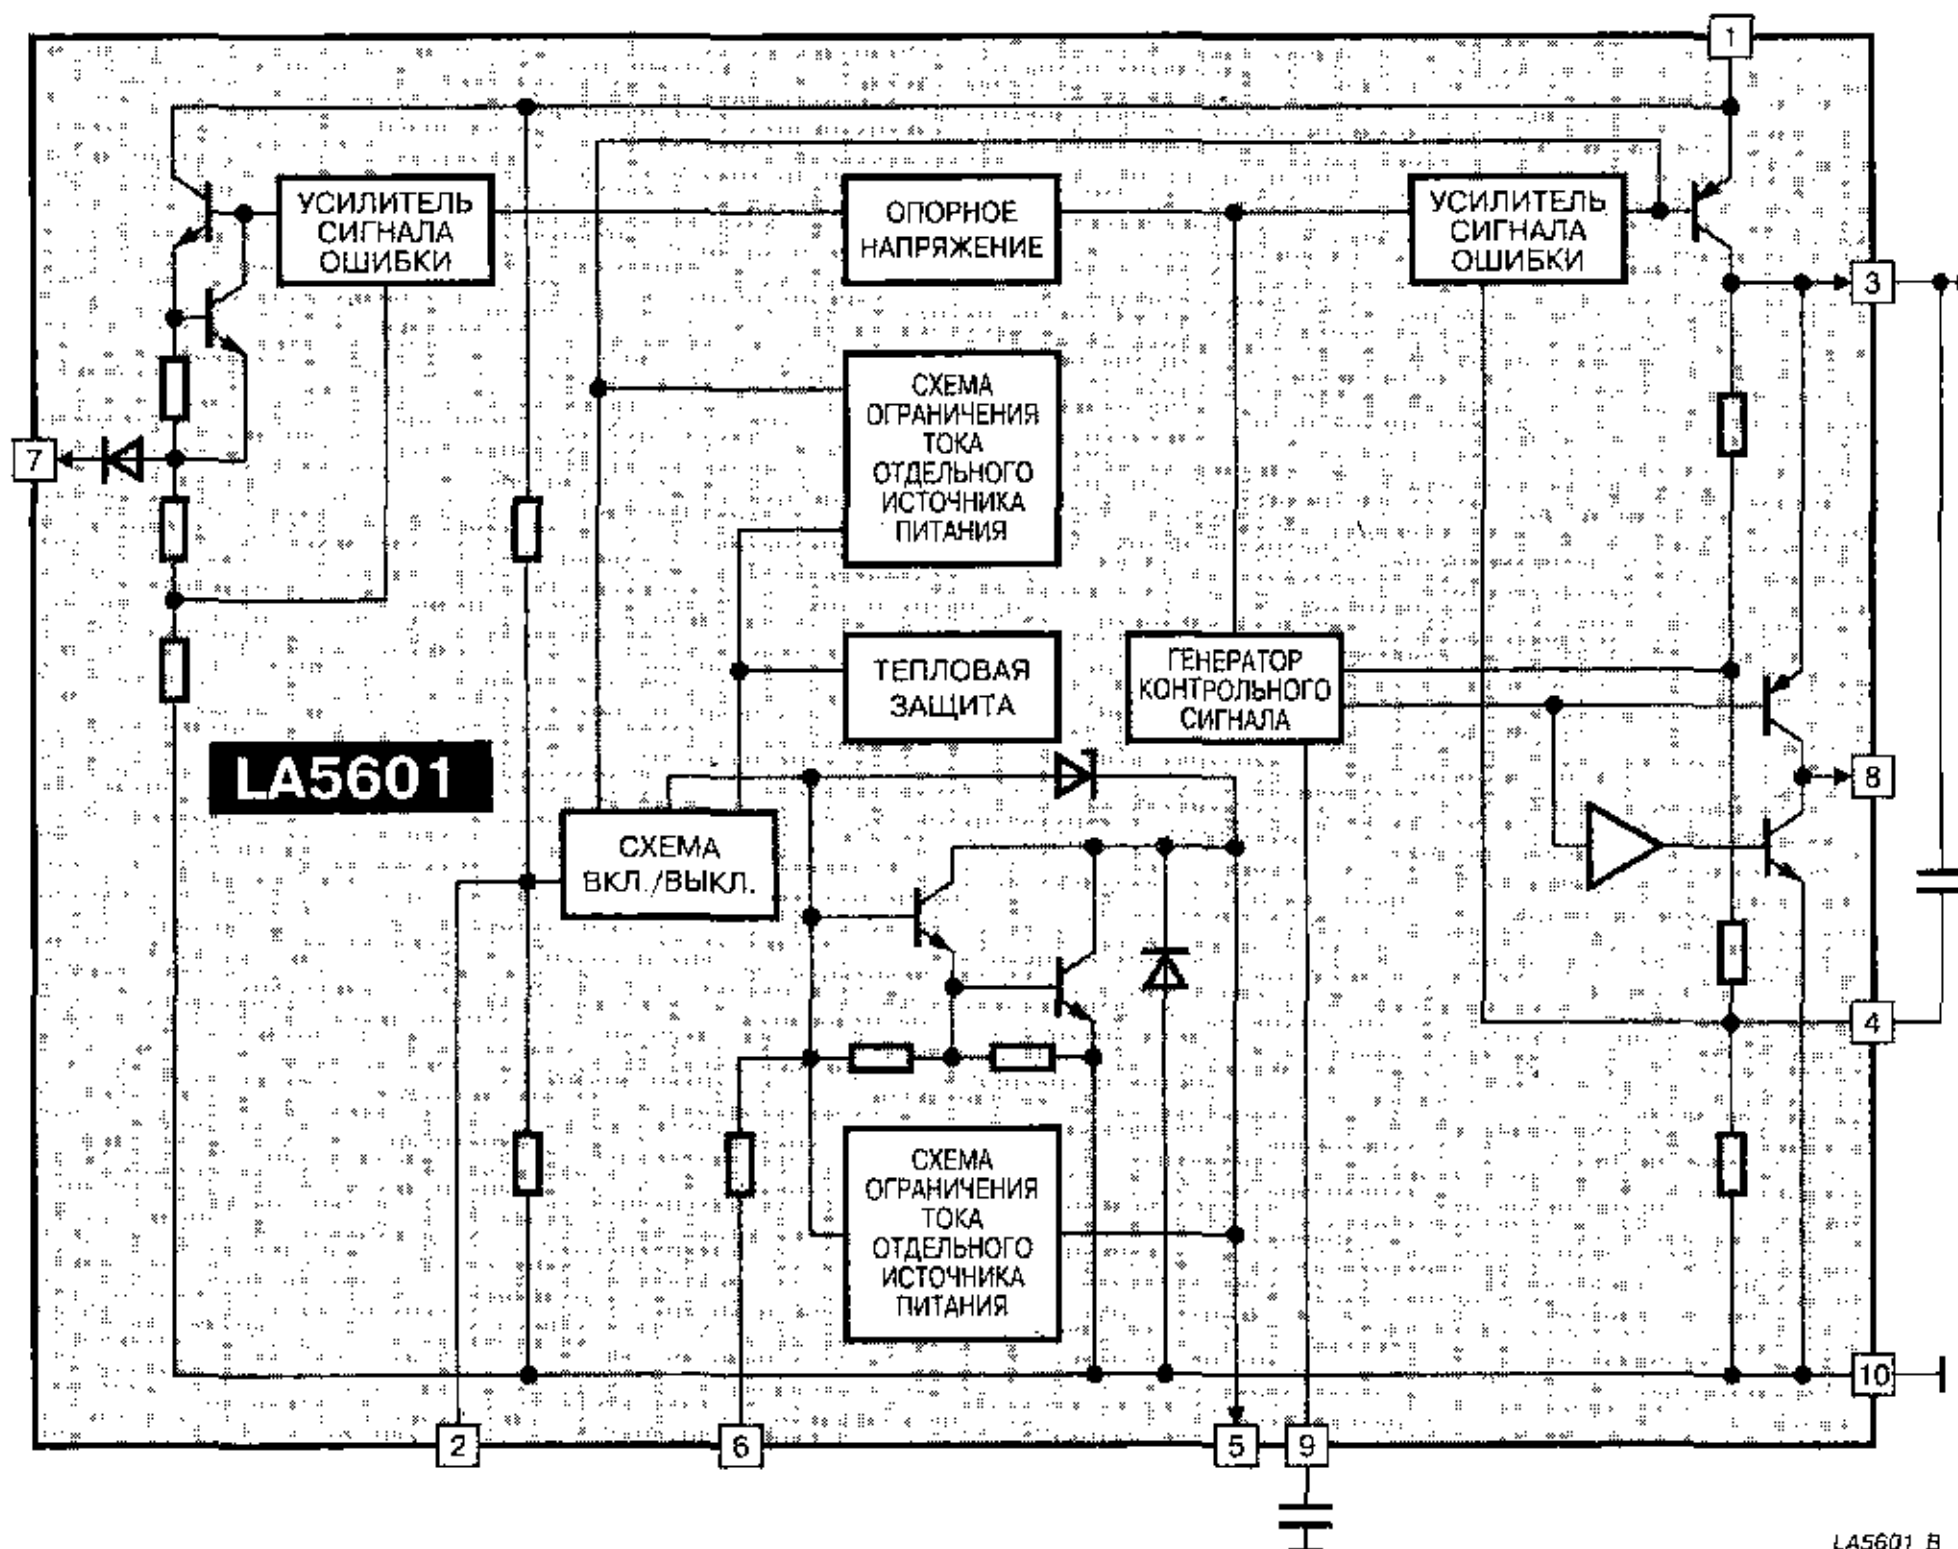 1
УСИЛИТЕЛЬ
СИГНАЛА
ОШИБКИ
ОПОРНОЕ
НАПРЯЖЕНИЕ
УСИЛИТЕЛЬ
СИГНАЛА
ОШИБКИ
3
СХЕМА
ОГРАНИЧЕНИЯ
ТОКА
ОТДЕЛЬНОГО
ИСТОЧНИКА
ПИТАНИЯ
7
ТЕПЛОВАЯ
ЗАЩИТА
ГЕНЕРАТОР
КОНТРОЛЬНОГО
СИГНАЛА
LA5601
8
СХЕМА
ВКЛ./ВЫКЛ.
4
СХЕМА
ОГРАНИЧЕНИЯ
ТОКА
ОТДЕЛЬНОГО
ИСТОЧНИКА
ПИТАНИЯ
10
2
6
5
9
LA5601_B